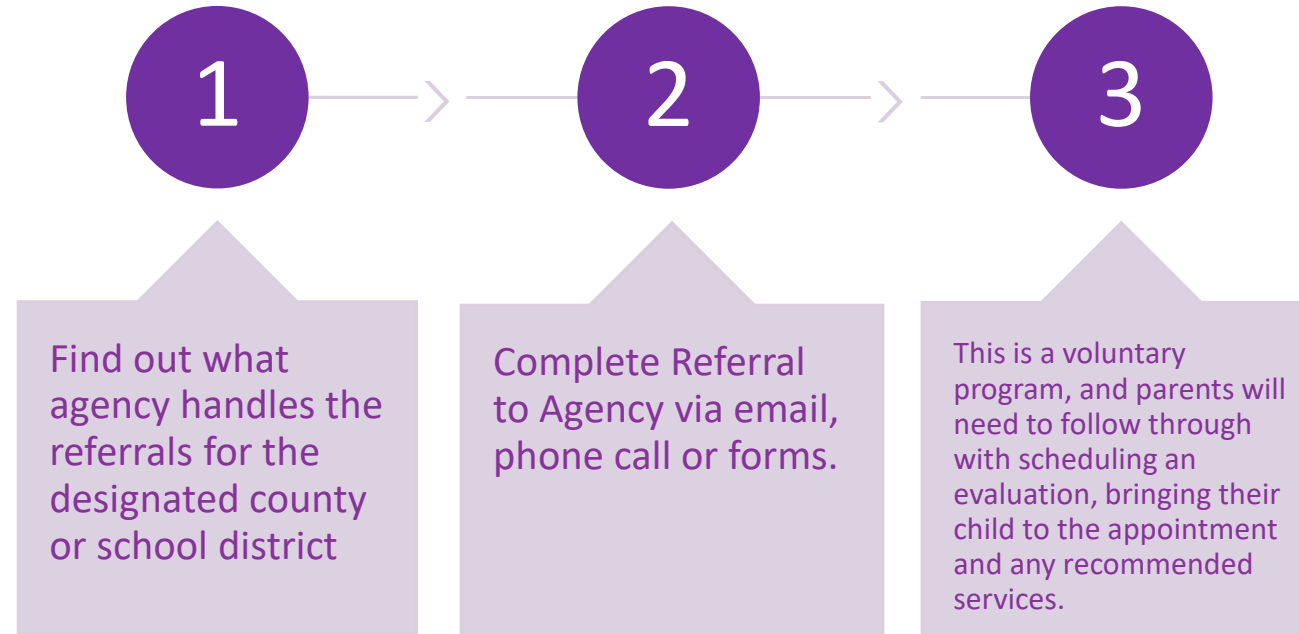 1
2
3
Find out what
agency handles the
referrals for the
designated county
or school district
Complete Referral
to Agency via email,
phone call or forms.
This is a voluntary
program, and parents will
need to follow through
with scheduling an
evaluation, bringing their
child to the appointment
and any recommended
services.